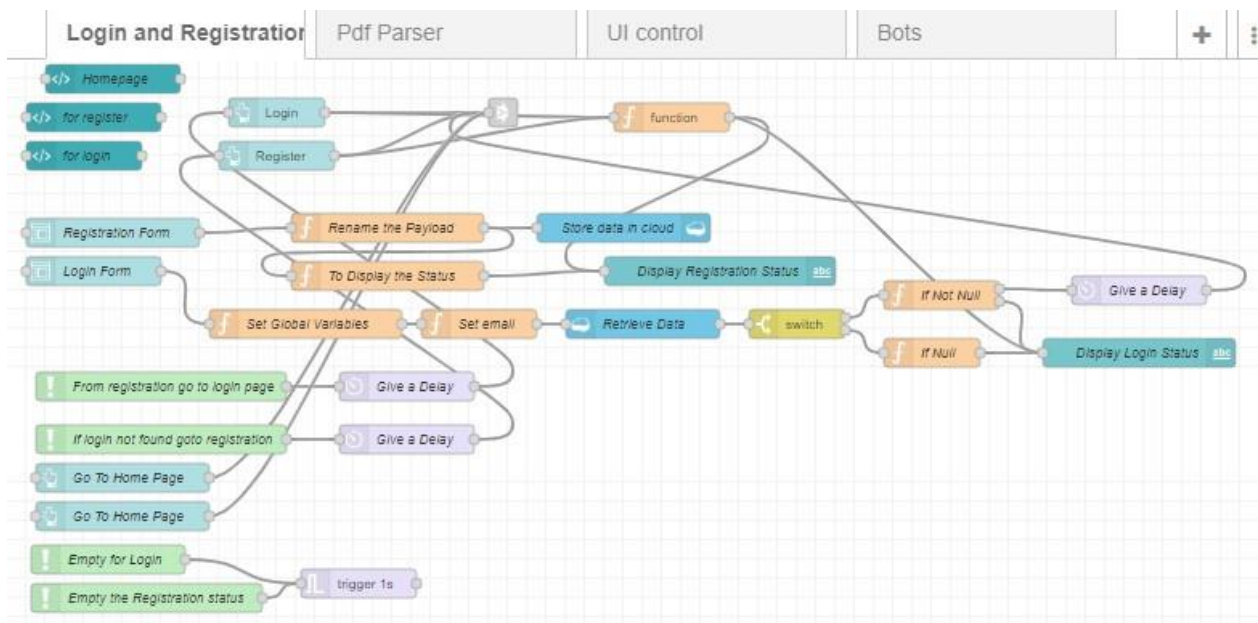 Login and Registration
Pdf Parser
UI control
Bots
+
</> Homepage
</> for register
</> for login
Login
Register
f function
Registration Form
f Rename the Payload
Store data in cloud
Login Form
f To Display the Status
Display Registration Status abc
f Set Global Variables
f Set email
Retrieve Data
switch
f If Not Null
Give a Delay
f If Null
Display Login Status abc
! From registration go to login page
Give a Delay
! If login not found goto registration
Give a Delay
Go To Home Page
Go To Home Page
! Empty for Login
trigger 1s
! Empty the Registration status